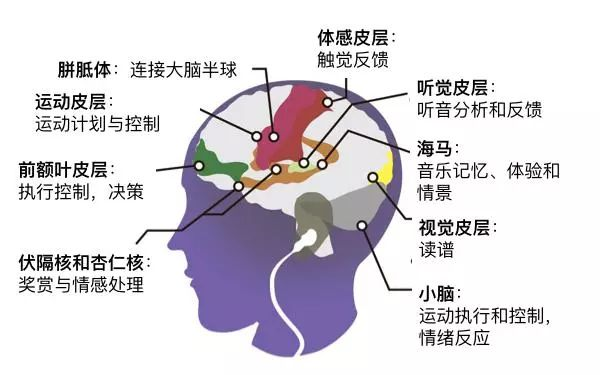 胼胝体：连接大脑半球
运动皮层：
运动计划与控制
前额叶皮层：
执行控制，决策
伏隔核和杏仁核：
奖赏与情感处理
体感皮层：
触觉反馈
听觉皮层：
听音分析和反馈
海马：
音乐记忆、体验和
情景
视觉皮层：
读谱
小脑：
运动执行和控制，
情绪反应